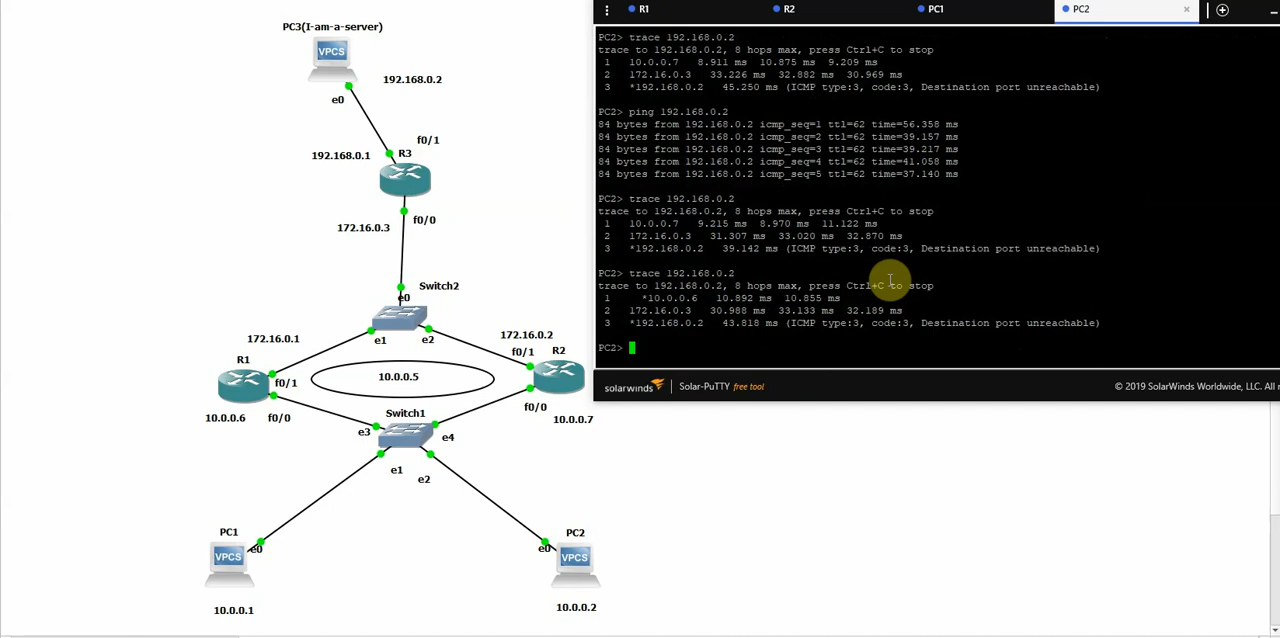 PC3(I-am-a-server)
VPCS
192.168.0.2
e0
f0/1
192.168.0.1
R3
f0/0
172.16.0.3
Switch2
e0
172.16.0.1
e1
e2
172.16.0.2
R1
f0/1
R2
f0/1
10.0.0.5
f0/1
f0/0
10.0.0.6
f0/0
Switch1
10.0.0.7
e3
e4
e1
e2
PC1
VPCS
e0
10.0.0.1
PC2
VPCS
e0
10.0.0.2
R1
R2
PC1
PC2
PC2> trace 192.168.0.2
trace to 192.168.0.2, 8 hops max, press Ctrl+C to stop
1 10.0.0.7 8.911 ms 10.875 ms 9.209 ms
2 172.16.0.3 33.226 ms 32.882 ms 30.969 ms
3 *192.168.0.2 45.250 ms (ICMP type:3, code:3, Destination port unreachable)
PC2> ping 192.168.0.2
84 bytes from 192.168.0.2 icmp_seq=1 ttl=62 time=56.358 ms
84 bytes from 192.168.0.2 icmp_seq=2 ttl=62 time=39.157 ms
84 bytes from 192.168.0.2 icmp_seq=3 ttl=62 time=39.217 ms
84 bytes from 192.168.0.2 icmp_seq=4 ttl=62 time=41.058 ms
84 bytes from 192.168.0.2 icmp_seq=5 ttl=62 time=37.140 ms
PC2> trace 192.168.0.2
trace to 192.168.0.2, 8 hops max, press Ctrl+C to stop
1 10.0.0.7 9.215 ms 8.970 ms 11.122 ms
2 172.16.0.3 31.307 ms 33.020 ms 32.870 ms
3 *192.168.0.2 39.142 ms (ICMP type:3, code:3, Destination port unreachable)
PC2> trace 192.168.0.2
trace to 192.168.0.2, 8 hops max, press Ctrl+C to stop
1 *10.0.0.6 10.892 ms 10.855 ms
2 172.16.0.3 30.988 ms 33.133 ms 32.189 ms
3 *192.168.0.2 43.818 ms (ICMP type:3, code:3, Destination port unreachable)
PC2>
solarwinds | Solar-PuTTY free tool
© 2019 SolarWinds Worldwide, LLC. All